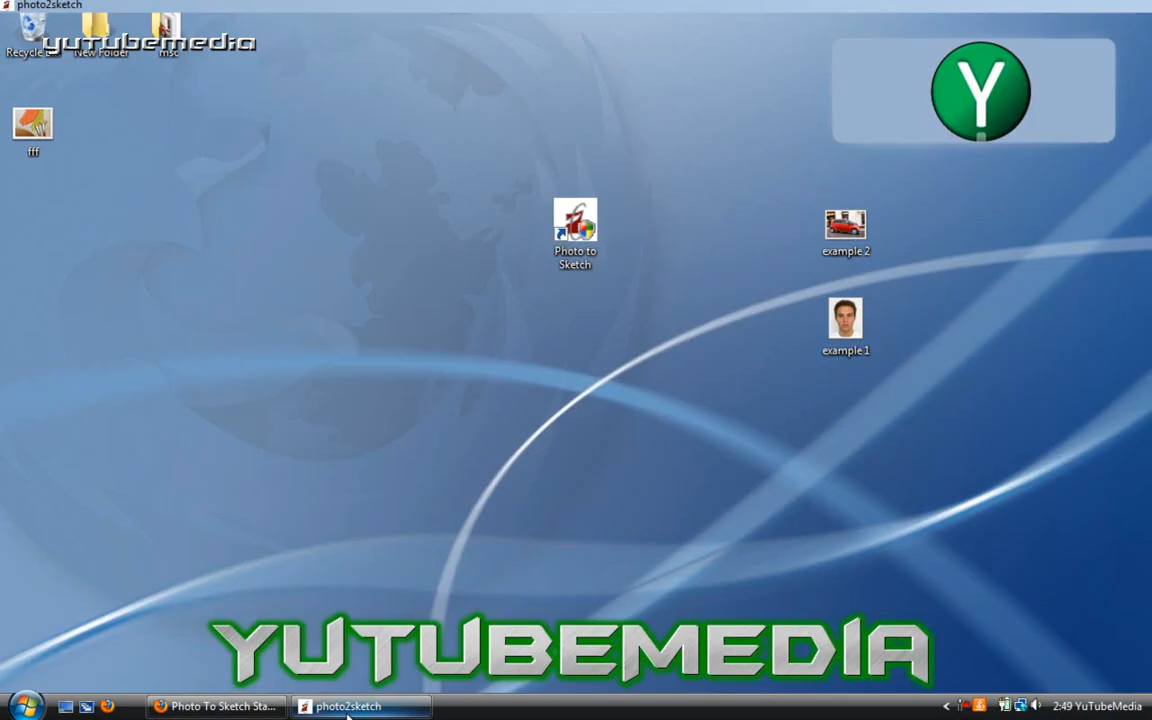 photo2sketch
yutubemedia
Recycle
New Folder
msc
Y
fff
Photo to
Sketch
example 2
example 1
YUTUBEMEDIA
Photo To Sketch Sta...
photo2sketch
2:49 YuTubeMedia